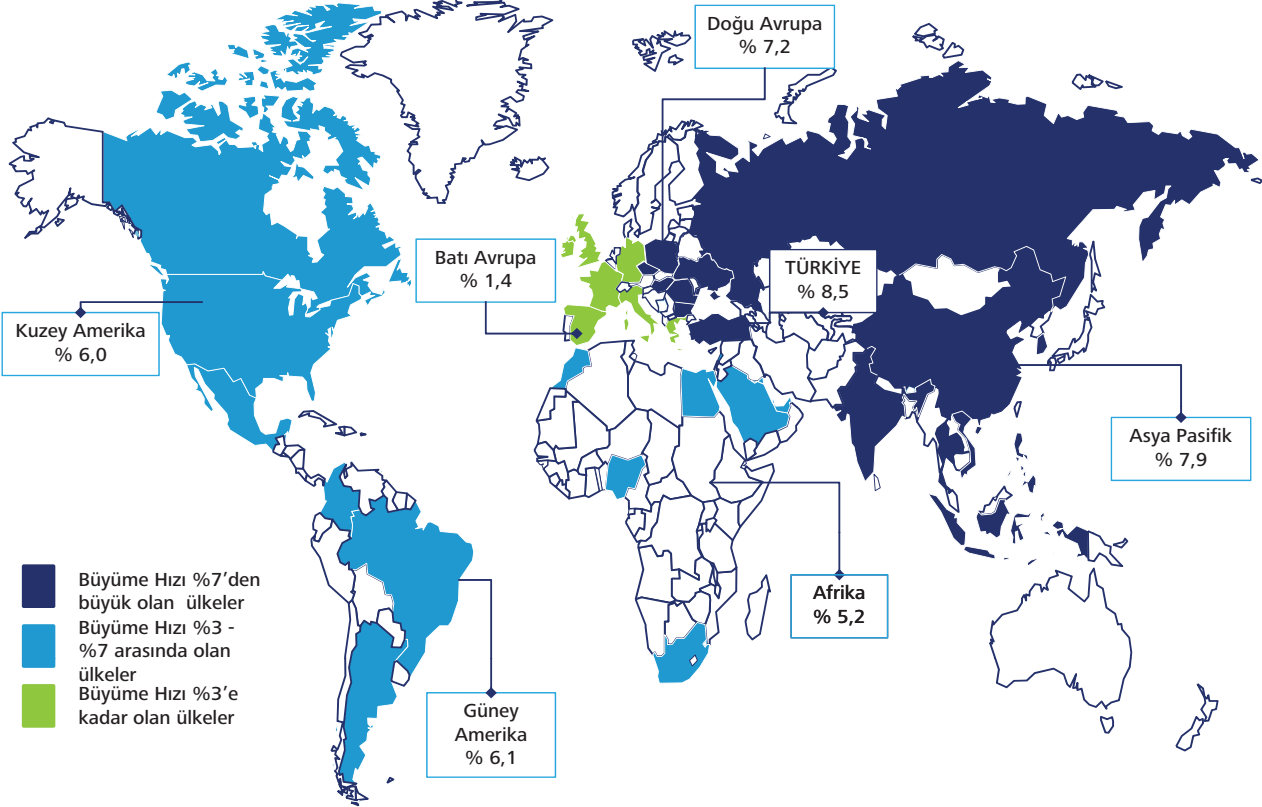 Doğu Avrupa
% 7,2
Batı Avrupa
% 1,4
TÜRKİYE
% 8,5
Kuzey Amerika
% 6,0
Asya Pasifik
% 7,9
Afrika
% 5,2
Güney
Amerika
% 6,1
Büyüme Hızı %7’den
büyük olan ülkeler
Büyüme Hızı %3 -
%7 arasında olan
ülkeler
Büyüme Hızı %3’e
kadar olan ülkeler